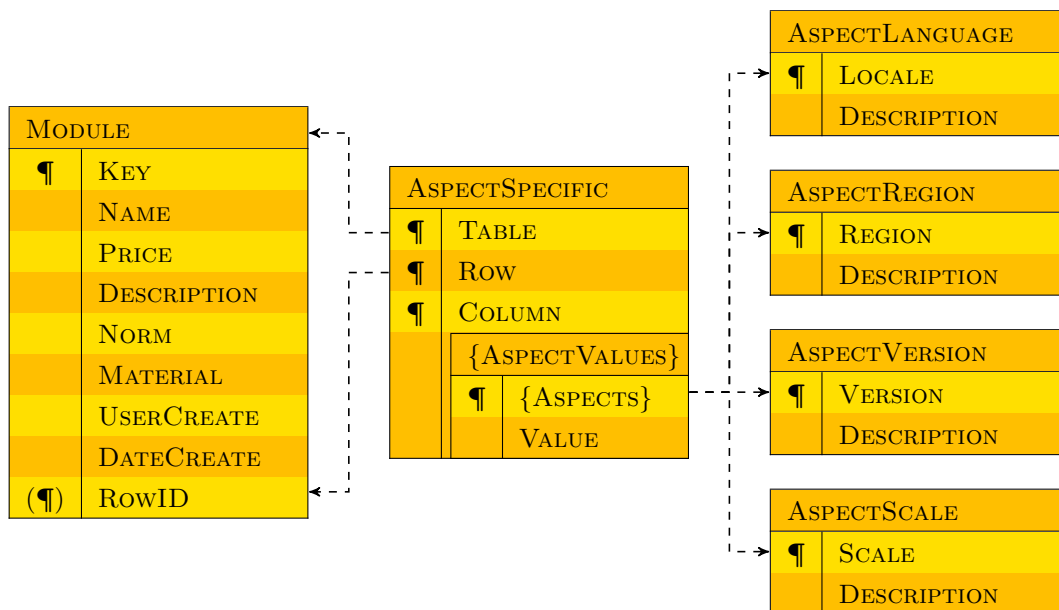 MODULE
¶ KEY
NAME
PRICE
DESCRIPTION
NORM
MATERIAL
USERCREATE
DATECREATE
(¶) ROWID
ASPECTSPECIFIC
¶ TABLE
¶ ROW
¶ COLUMN
{ASPECTVALUES}
¶ {ASPECTS}
VALUE
ASPECTLANGUAGE
¶ LOCALE
DESCRIPTION
ASPECTREGION
¶ REGION
DESCRIPTION
ASPECTVERSION
¶ VERSION
DESCRIPTION
ASPECTSCALE
¶ SCALE
DESCRIPTION